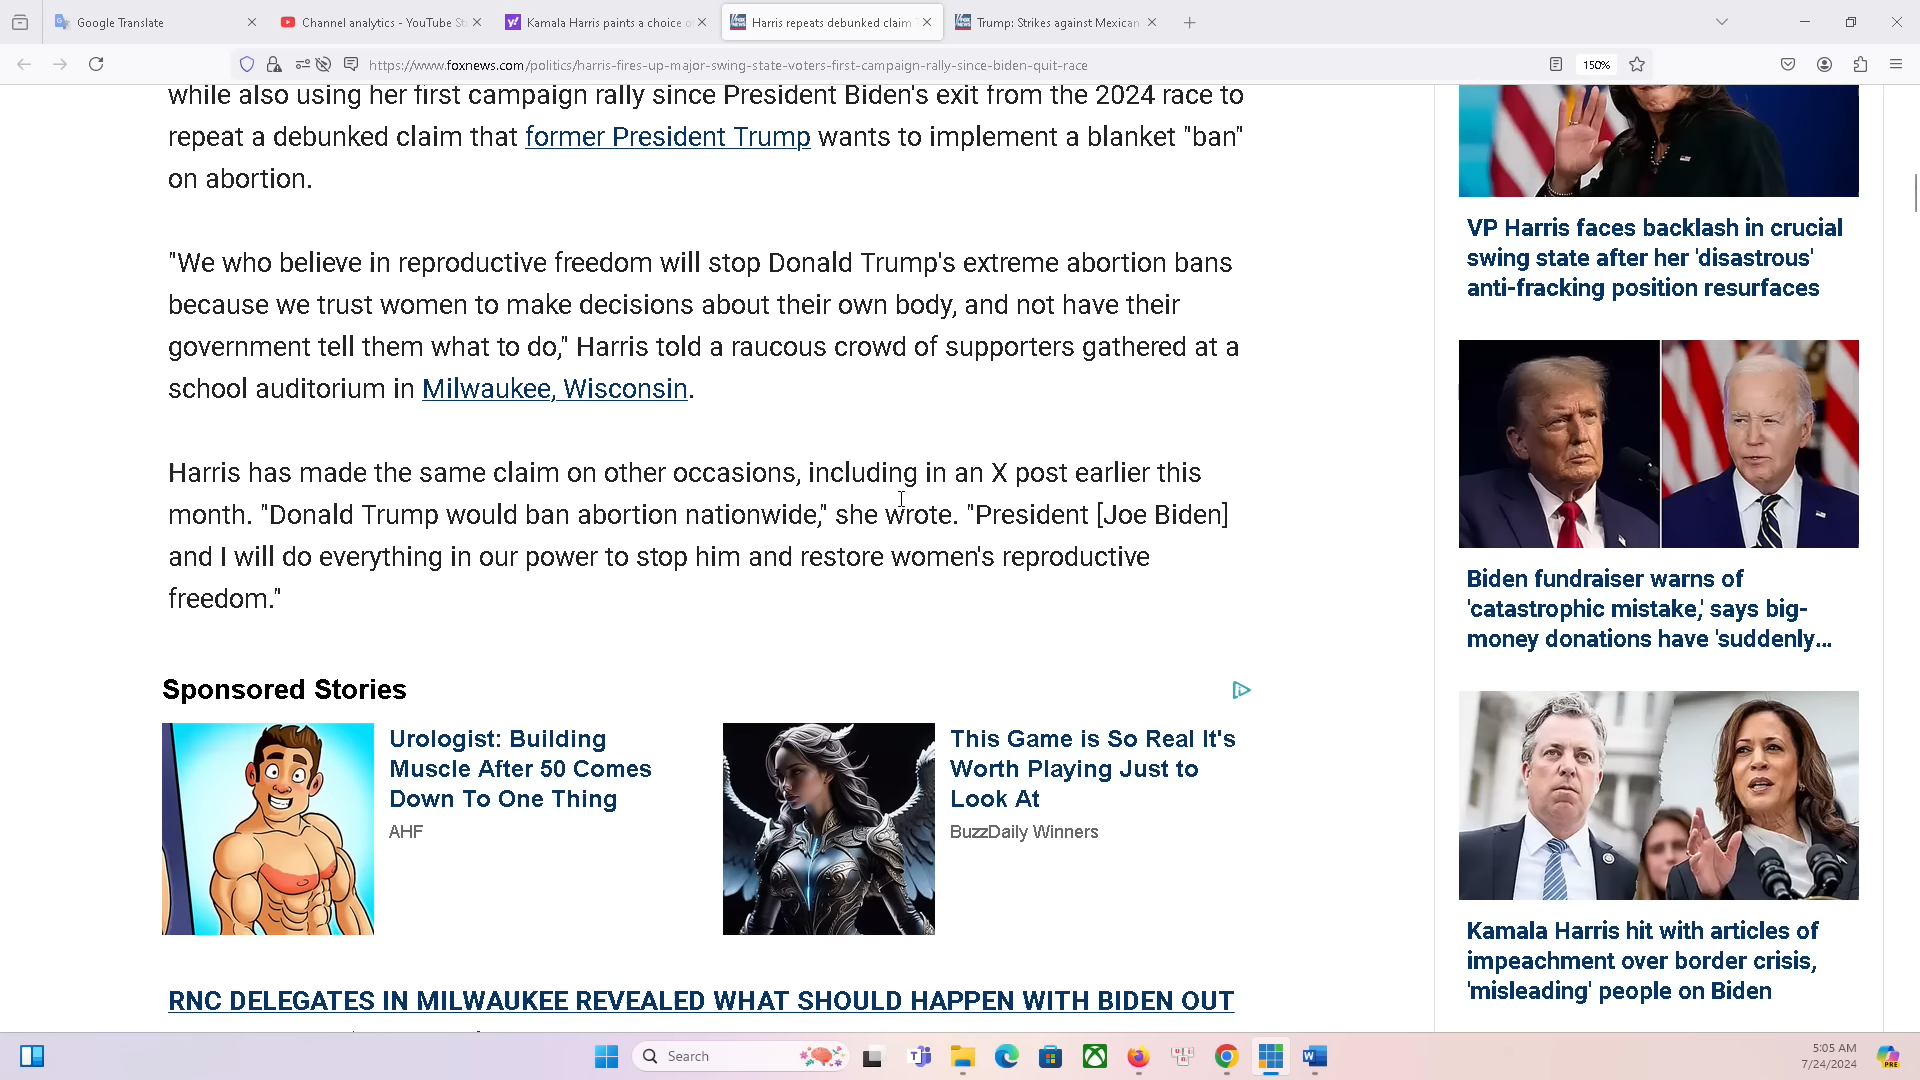 Google Translate
Channel analytics - YouTube St
Kamala Harris paints a choice o
Harris repeats debunked claim
Trump: Strikes against Mexican
https://www.foxnews.com/politics/harris-fires-up-major-swing-state-voters-first-campaign-rally-since-biden-quit-race
150%
while also using her first campaign rally since President Biden's exit from the 2024 race to
repeat a debunked claim that former President Trump wants to implement a blanket "ban"
on abortion.
"We who believe in reproductive freedom will stop Donald Trump's extreme abortion bans
because we trust women to make decisions about their own body, and not have their
government tell them what to do," Harris told a raucous crowd of supporters gathered at a
school auditorium in Milwaukee, Wisconsin.
Harris has made the same claim on other occasions, including in an X post earlier this
month. "Donald Trump would ban abortion nationwide," she wrote. "President [Joe Biden]
and I will do everything in our power to stop him and restore women's reproductive
freedom."
Sponsored Stories
Urologist: Building
Muscle After 50 Comes
Down To One Thing
AHF
This Game is So Real It's
Worth Playing Just to
Look At
BuzzDaily Winners
RNC DELEGATES IN MILWAUKEE REVEALED WHAT SHOULD HAPPEN WITH BIDEN OUT
VP Harris faces backlash in crucial
swing state after her 'disastrous'
anti-fracking position resurfaces
Biden fundraiser warns of
'catastrophic mistake,' says big-
money donations have 'suddenly...
Kamala Harris hit with articles of
impeachment over border crisis,
'misleading' people on Biden
Search
5:05 AM
7/24/2024
PRE